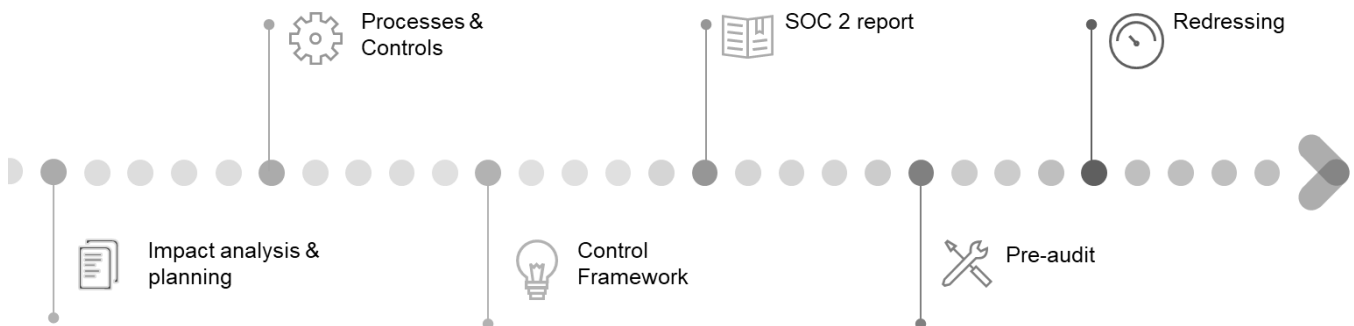 Processes &
Controls
SOC 2 report
Redressing
Impact analysis &
planning
Control
Framework
Pre-audit